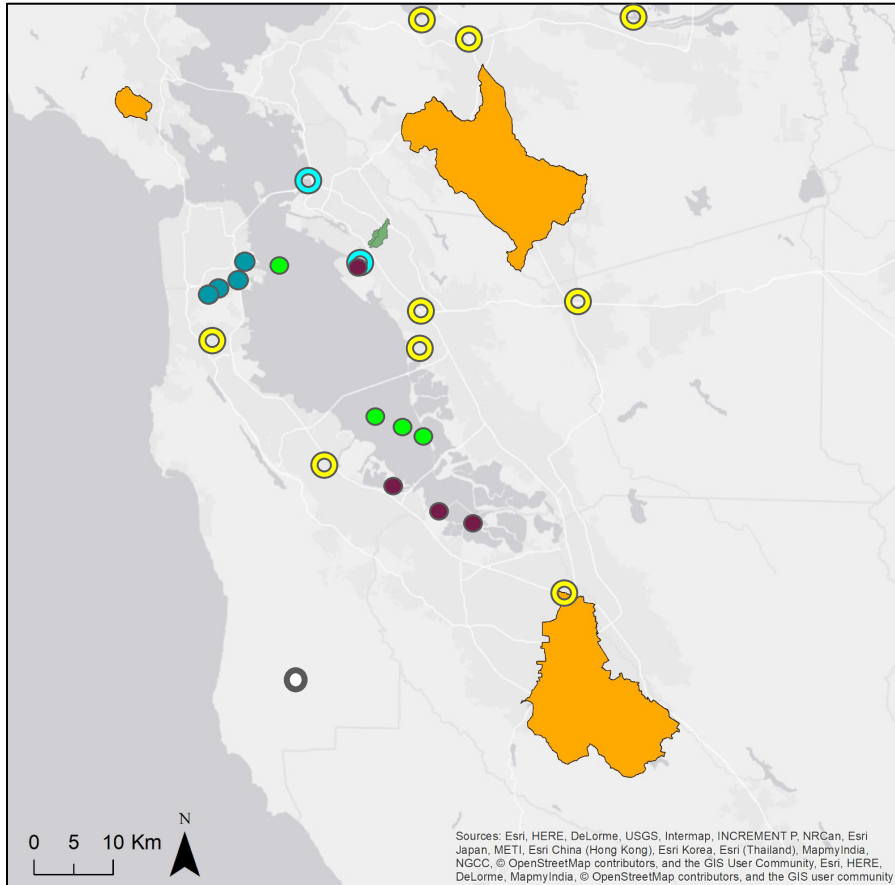 N
0 5 10 Km
Sources: Esri, HERE, DeLorme, USGS, Intermap, INCREMENT P, NRCan, Esri
Japan, METI, Esri China (Hong Kong), Esri Korea, Esri (Thailand), MapmyIndia,
NGCC, © OpenStreetMap contributors, and the GIS User Community, Esri, HERE,
DeLorme, MapmyIndia, © OpenStreetMap contributors, and the GIS user community